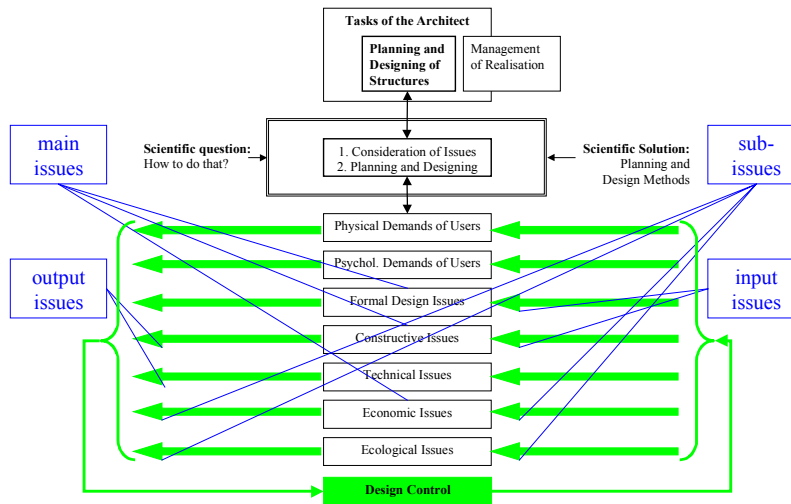 Tasks of the Architect
Planning and
Designing of
Structures
Management
of Realisation
main
issues
Scientific question:
How to do that?
1. Consideration of Issues
2. Planning and Designing
Scientific Solution:
Planning and
Design Methods
sub-
issues
Physical Demands of Users
Psychol. Demands of Users
output
issues
Formal Design Issues
input
issues
Constructive Issues
Technical Issues
Economic Issues
Ecological Issues
Design Control